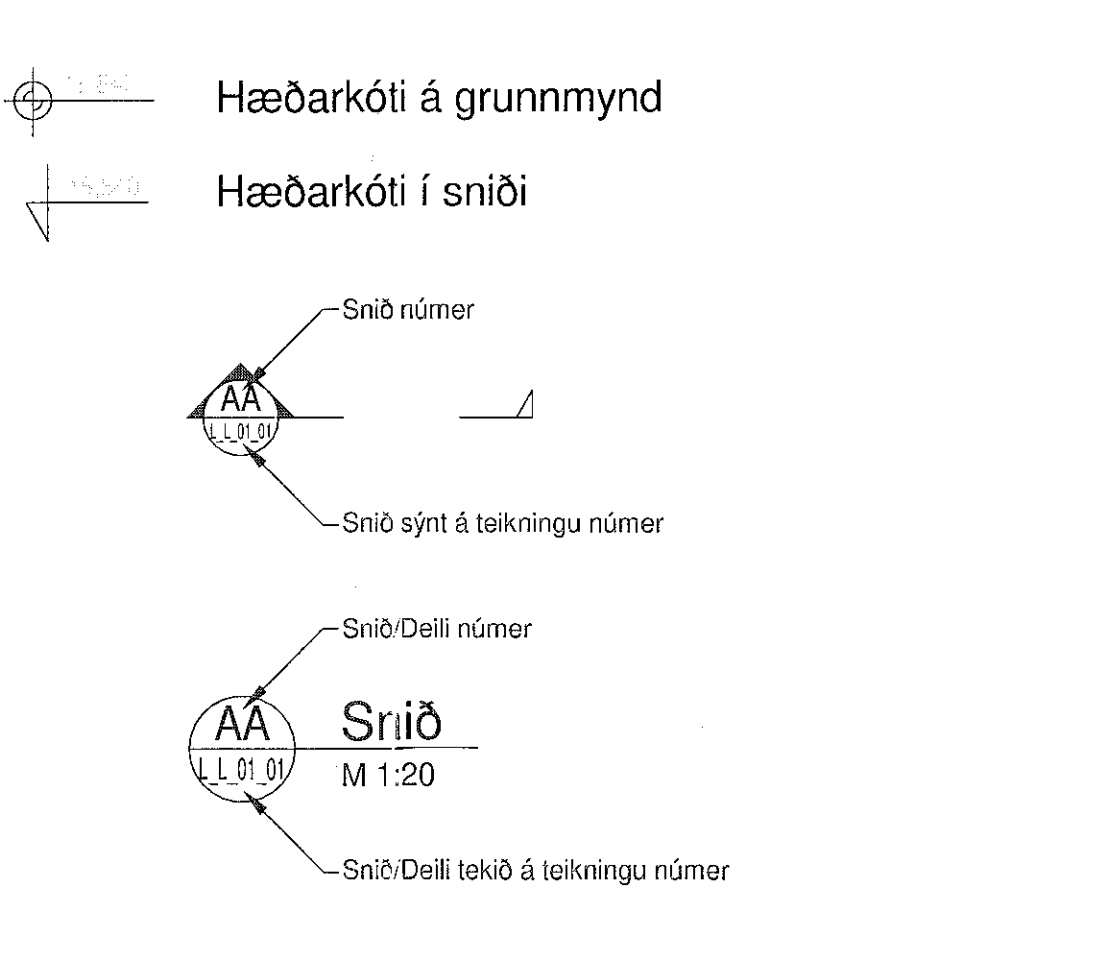 Hæðarkóti á grunnmynd
Hæðarkóti í sniði
Snið númer
AA
L_L_01_01
Snið sýnt á teikningu númer
Snið/Deili númer
AA
Snið
L_L_01_01
M 1:20
Snið/Deili tekið á teikningu númer